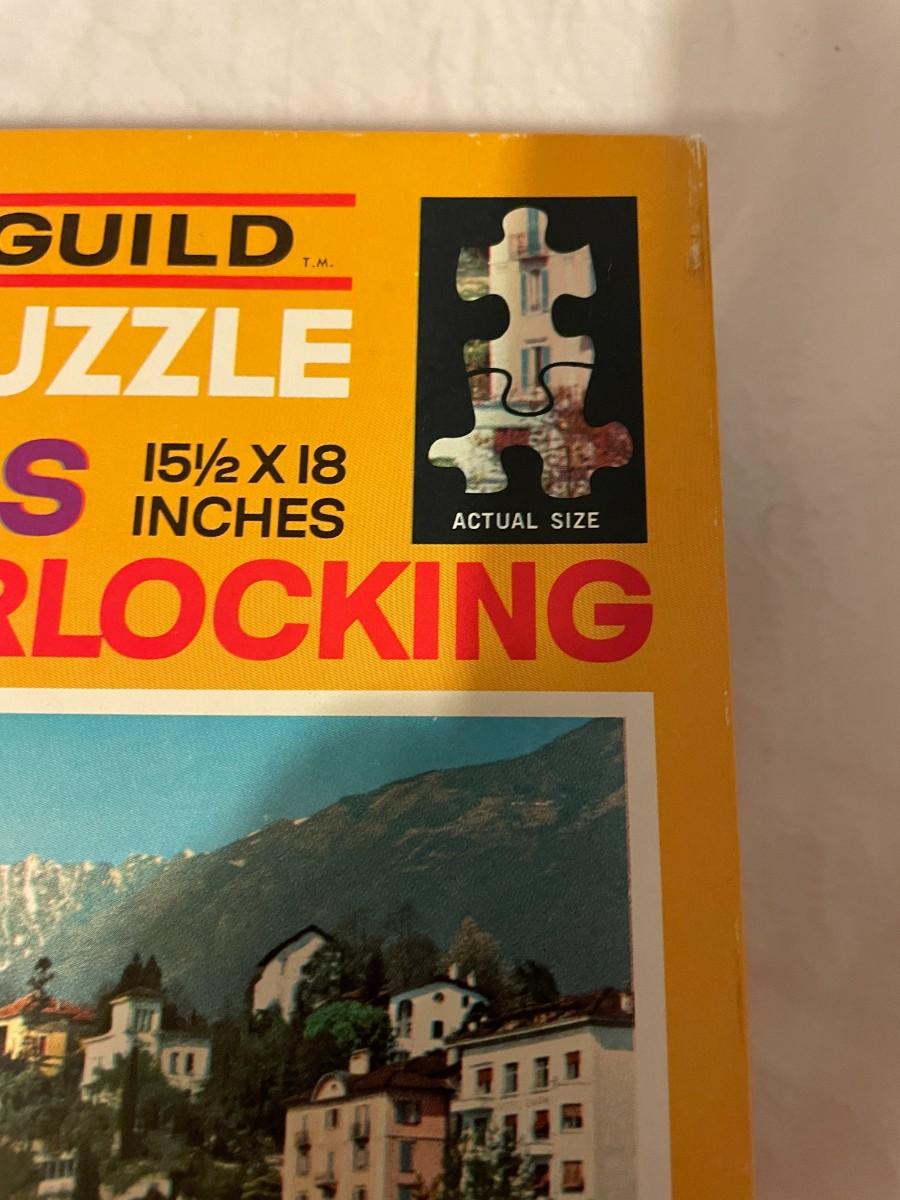 GUILD T.M.
UZZLE
S
15½ X 18
INCHES
ACTUAL SIZE
RLOCKING